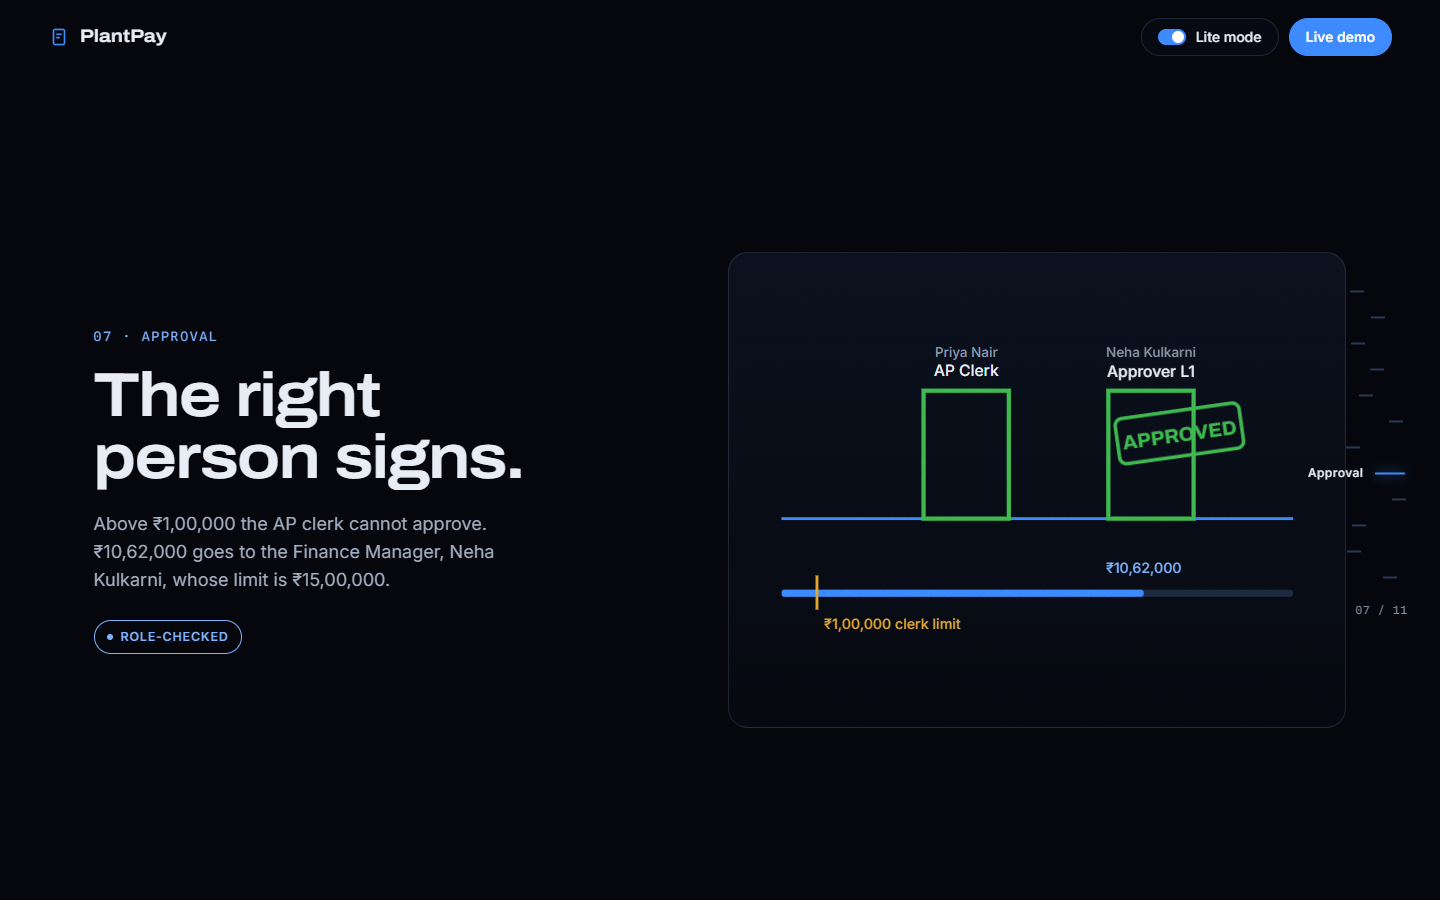 PlantPay
Lite mode
Live demo
07 · APPROVAL
The right
person signs.
Above ₹1,00,000 the AP clerk cannot approve.
₹10,62,000 goes to the Finance Manager, Neha
Kulkarni, whose limit is ₹15,00,000.
ROLE-CHECKED
Priya Nair
AP Clerk
Neha Kulkarni
Approver L1
APPROVED
₹10,62,000
₹1,00,000 clerk limit
Approval
07 / 11